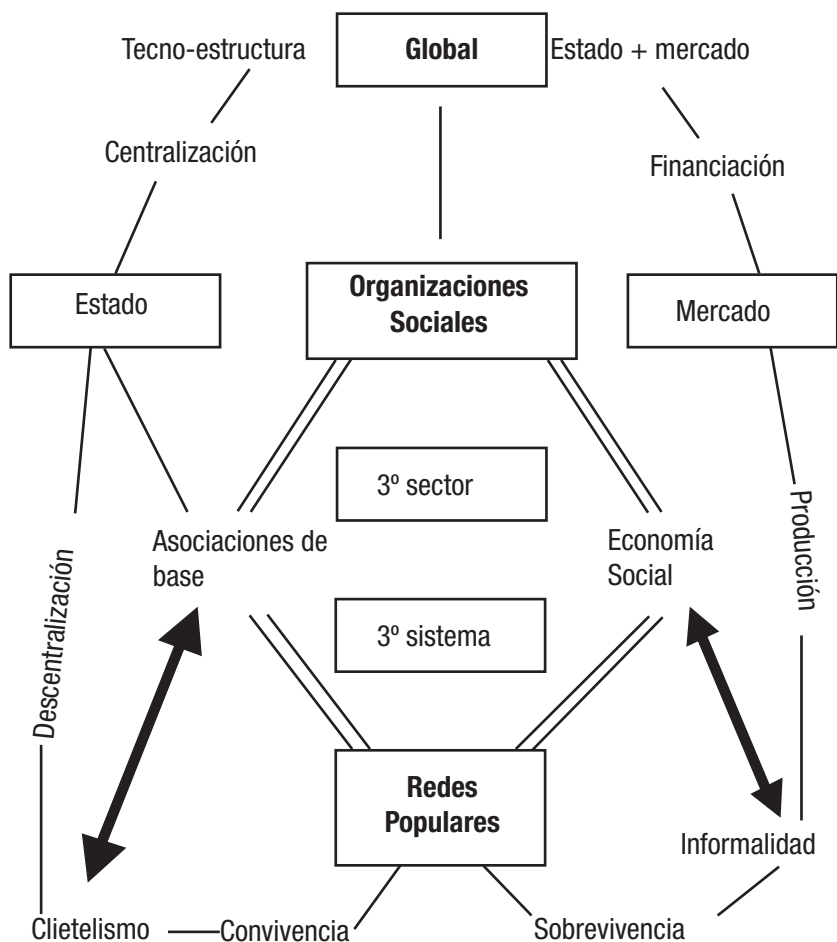 Tecno-estructura
Global
Estado + mercado
Centralización
Financiación
Estado
Organizaciones
Sociales
Mercado
3º sector
Asociaciones de
base
Economía
Social
Producción
Descentralización
3º sistema
Redes
Populares
Informalidad
Clietelismo
Convivencia
Sobrevivencia